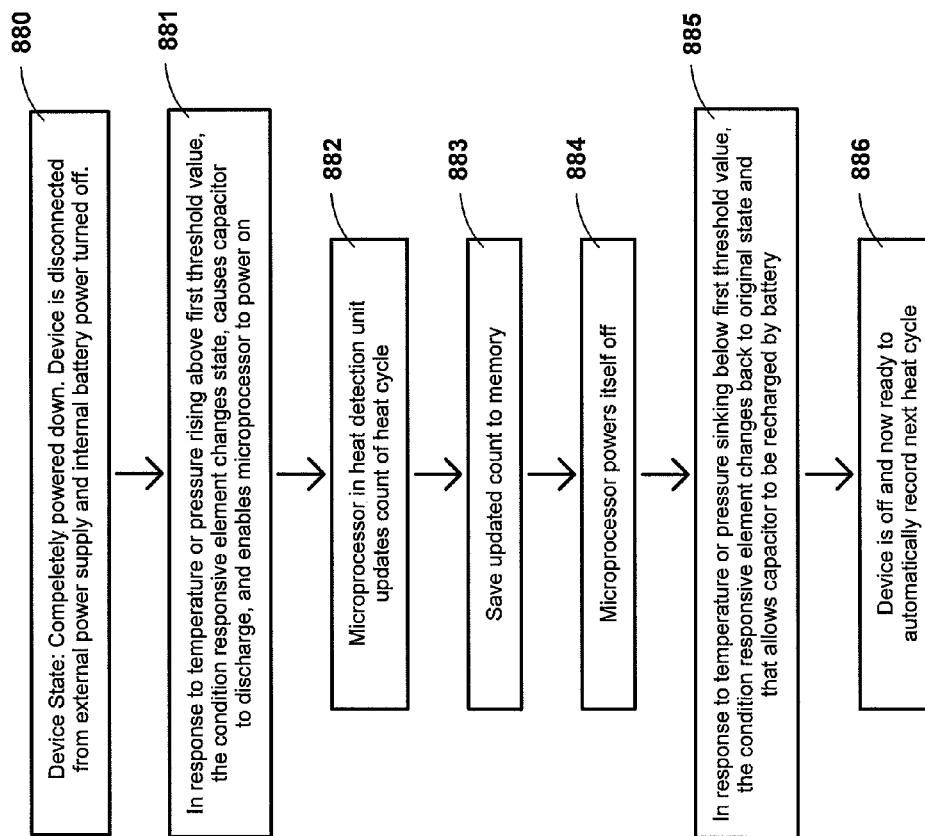 880
Device State: Completely powered down. Device is disconnected
from external power supply and internal battery power turned off.
881
In response to temperature or pressure rising above first threshold value,
the condition responsive element changes state, causes capacitor
to discharge, and enables microprocessor to power on
882
Microprocessor in heat detection unit
updates count of heat cycle
883
Save updated count to memory
884
Microprocessor powers itself off
885
In response to temperature or pressure sinking below first threshold value,
the condition responsive element changes back to original state and
that allows capacitor to be recharged by battery
886
Device is off and now ready to
automatically record next heat cycle